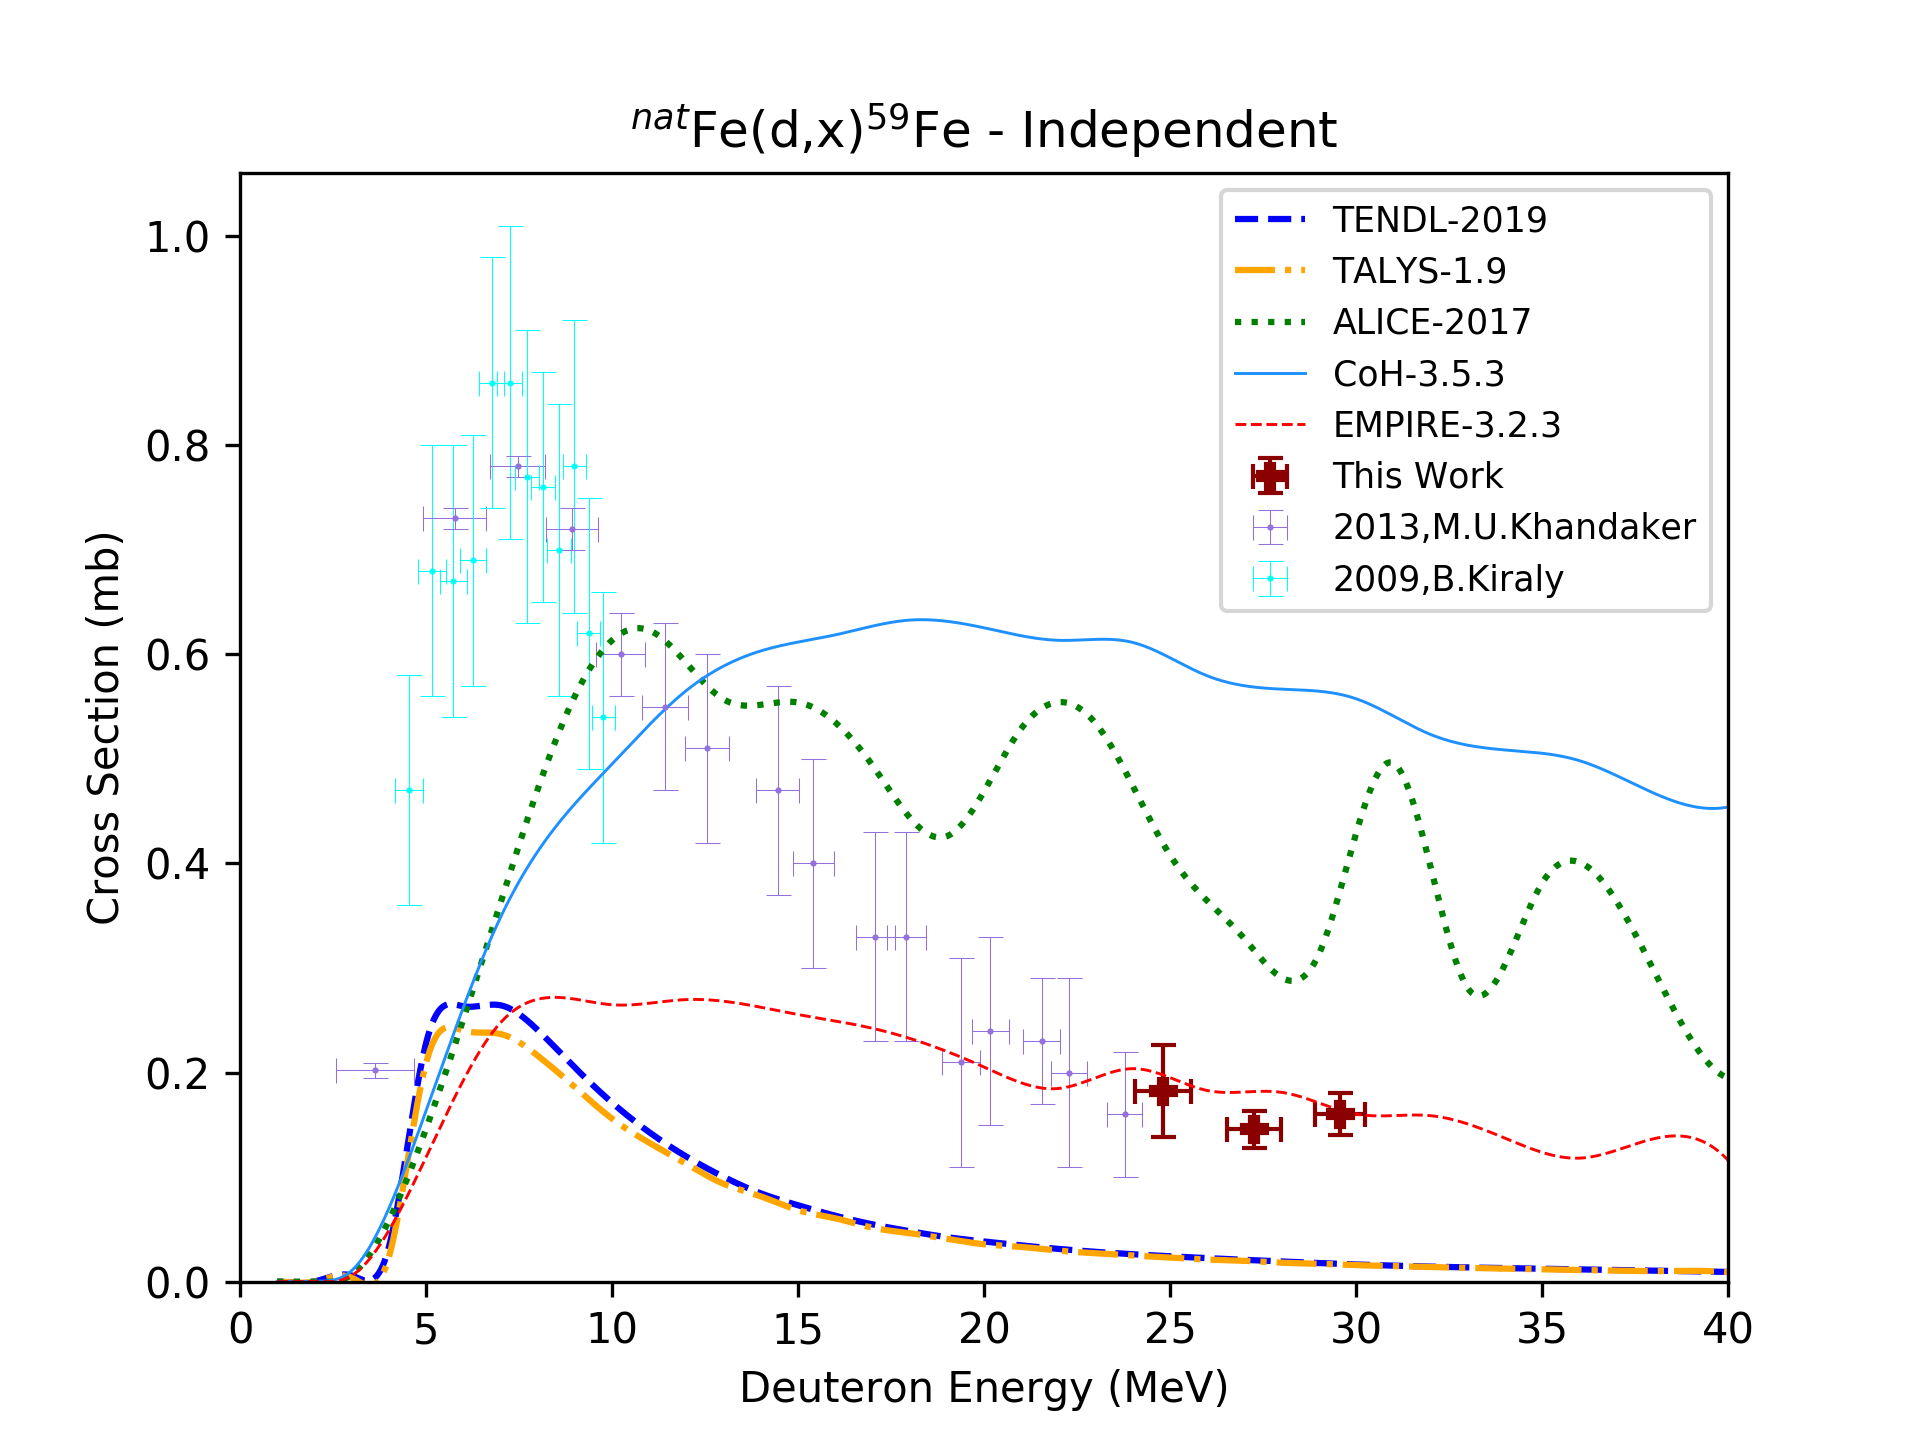 natFe(d,x)59Fe - Independent
TENDL-2019
TALYS-1.9
ALICE-2017
CoH-3.5.3
EMPIRE-3.2.3
This Work
2013,M.U.Khandaker
2009,B.Kiraly
Cross Section (mb)
1.0
0.8
0.6
0.4
0.2
0.0
0 5 10 15 20 25 30 35 40
Deuteron Energy (MeV)